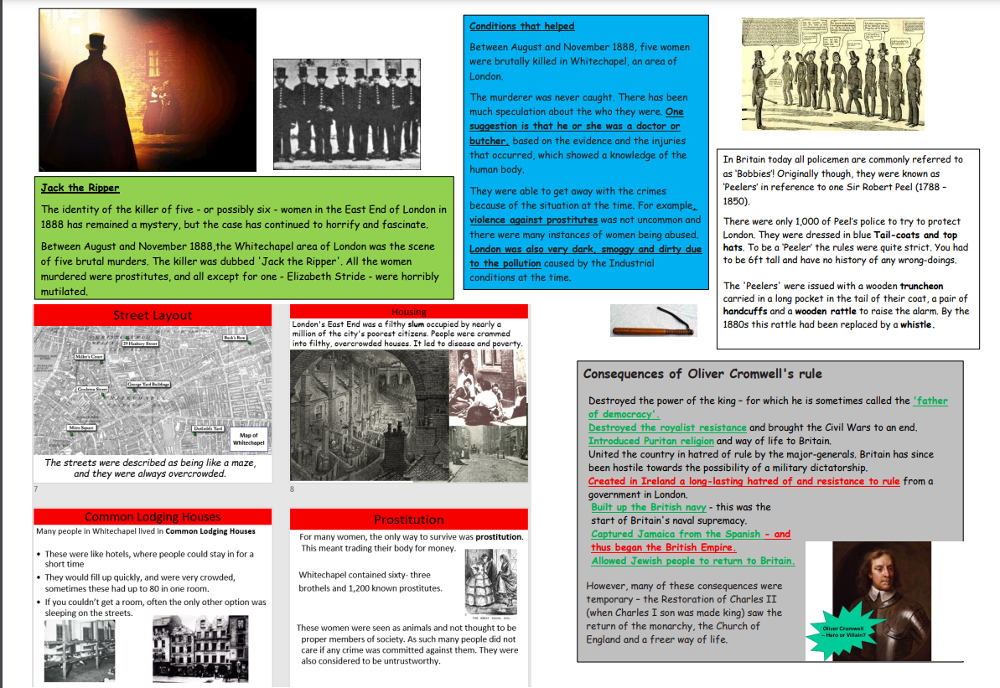 Jack the Ripper
The identity of the killer of five - or possibly six - women in the East End of London in
1888 has remained a mystery, but the case has continued to horrify and fascinate.
Between August and November 1888,the Whitechapel area of London was the scene
of five brutal murders. The killer was dubbed 'Jack the Ripper'. All the women
murdered were prostitutes, and all except for one - Elizabeth Stride - were horribly
mutilated.
Conditions that helped
Between August and November 1888, five women
were brutally killed in Whitechapel, an area of
London.
The murderer was never caught. There has been
much speculation about the who they were. One
suggestion is that he or she was a doctor or
butcher, based on the evidence and the injuries
that occurred, which showed a knowledge of the
human body.
They were able to get away with the crimes
because of the situation at the time. For example,
violence against prostitutes was not uncommon and
there were many instances of women being abused.
London was also very dark, smoggy and dirty due
to the pollution caused by the Industrial
conditions at the time.
In Britain today all policemen are commonly referred to
as 'Bobbies'! Originally though, they were known as
'Peelers' in reference to one Sir Robert Peel (1788 –
1850).
There were only 1,000 of Peel's police to try to protect
London. They were dressed in blue Tail-coats and top
hats. To be a 'Peeler' the rules were quite strict. You had
to be 6ft tall and have no history of any wrong-doings.
The 'Peelers' were issued with a wooden truncheon
carried in a long pocket in the tail of their coat, a pair of
handcuffs and a wooden rattle to raise the alarm. By the
1880s this rattle had been replaced by a whistle.
Street Layout
Buck's Row
29 Hanbury Street
Miller's Court
George Yard Buildings
Goulston Street
Mitre Square
Dutfield's Yard
Map of
Whitechapel
The streets were described as being like a maze,
and they were always overcrowded.
7
Housing
London's East End was a filthy slum occupied by nearly a
million of the city's poorest citizens. People were crammed
into filthy, overcrowded houses. It led to disease and poverty.
8
Common Lodging Houses
Many people in Whitechapel lived in Common Lodging Houses
• These were like hotels, where people could stay in for a
short time
• They would fill up quickly, and were very crowded,
sometimes these had up to 80 in one room.
• If you couldn't get a room, often the only other option was
sleeping on the streets.
Prostitution
For many women, the only way to survive was prostitution.
This meant trading their body for money.
Whitechapel contained sixty- three
brothels and 1,200 known prostitutes.
THE GREAT SOCIAL EVIL.
These women were seen as animals and not thought to be
proper members of society. As such many people did not
care if any crime was committed against them. They were
also considered to be untrustworthy.
Consequences of Oliver Cromwell's rule
Destroyed the power of the king – for which he is sometimes called the 'father
of democracy'.
Destroyed the royalist resistance and brought the Civil Wars to an end.
Introduced Puritan religion and way of life to Britain.
United the country in hatred of rule by the major-generals. Britain has since
been hostile towards the possibility of a military dictatorship.
Created in Ireland a long-lasting hatred of and resistance to rule from a
government in London.
Built up the British navy - this was the
start of Britain's naval supremacy.
Captured Jamaica from the Spanish - and
thus began the British Empire.
Allowed Jewish people to return to Britain.
However, many of these consequences were
temporary – the Restoration of Charles II
(when Charles I son was made king) saw the
return of the monarchy, the Church of
England and a freer way of life.
Oliver Cromwell
– Hero or Villain?